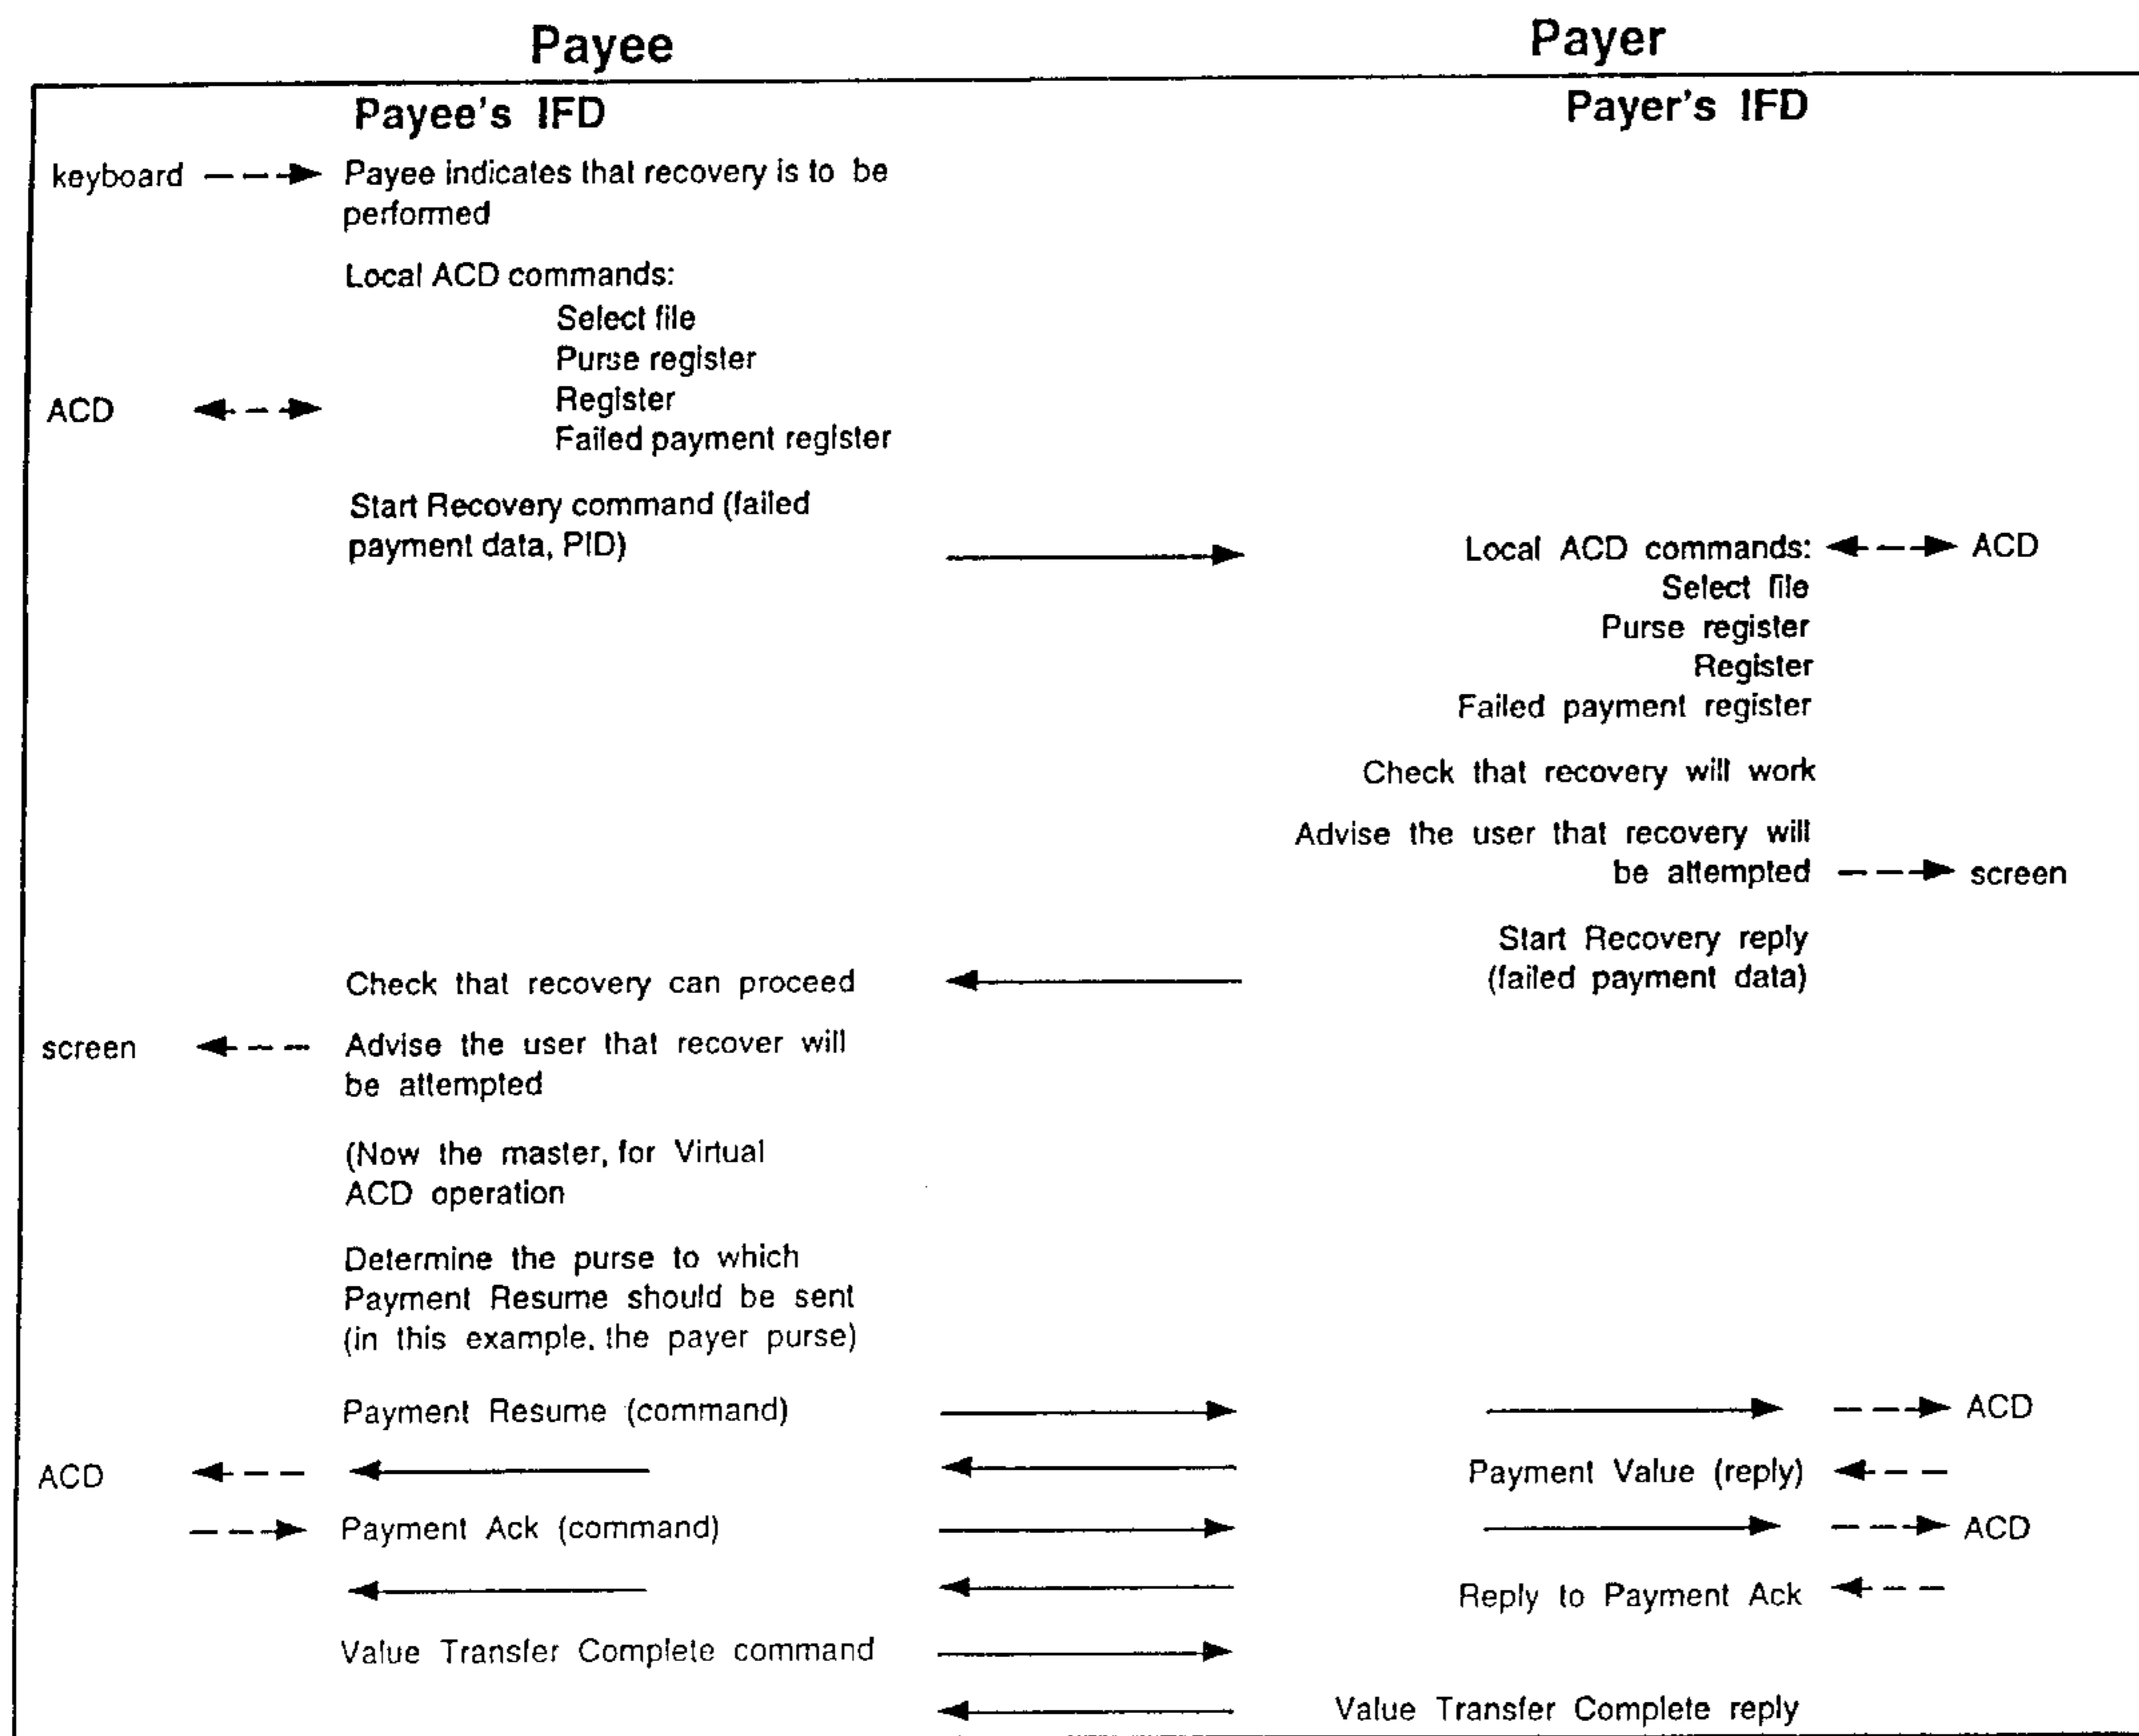 Payee
Payer
Payee's IFD
Payer's IFD
keyboard
Payee indicates that recovery is to be
performed
Local ACD commands:
Select file
Purse register
ACD
Register
Failed payment register
Start Recovery command (failed
payment data, PID)
Local ACD commands:
ACD
Select file
Purse register
Register
Failed payment register
Check that recovery will work
Advise the user that recovery will
be attempted
screen
Start Recovery reply
(failed payment data)
Check that recovery can proceed
screen
Advise the user that recover will
be attempted
(Now the master, for Virtual
ACD operation
Determine the purse to which
Payment Resume should be sent
(in this example, the payer purse)
Payment Resume (command)
ACD
ACD
Payment Value (reply)
Payment Ack (command)
ACD
Reply to Payment Ack
Value Transfer Complete command
Value Transfer Complete reply